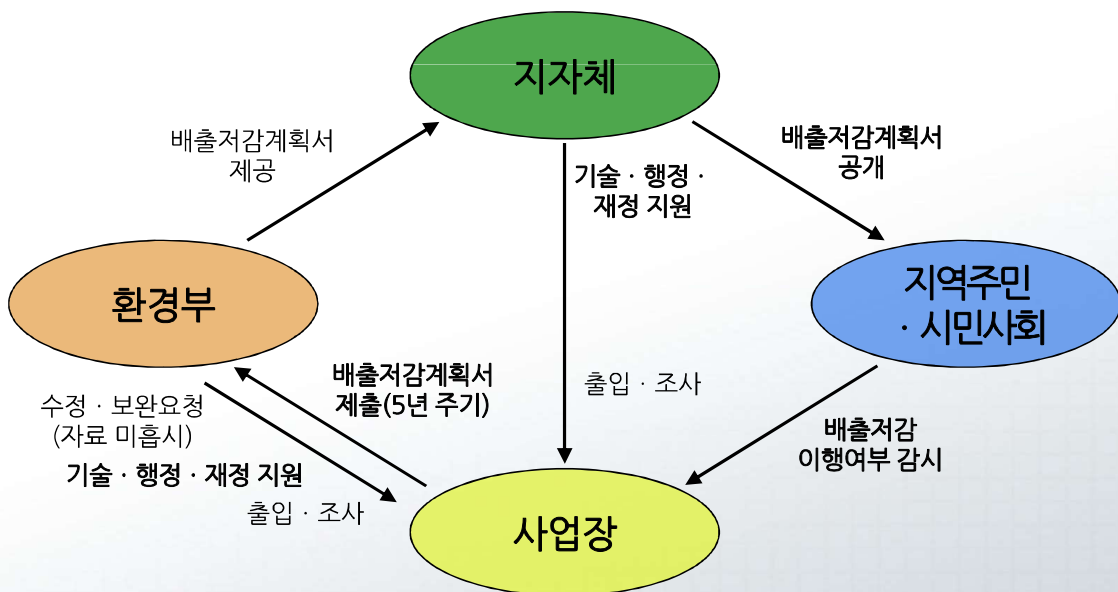 지자체
배출저감계획서
제공
기술 · 행정 ·
재정 지원
배출저감계획서
공개
환경부
지역주민
· 시민사회
수정 · 보완요청
(자료 미흡시)
기술 · 행정 · 재정 지원
출입 · 조사
배출저감계획서
제출(5년 주기)
출입 · 조사
배출저감
이행여부 감시
사업장